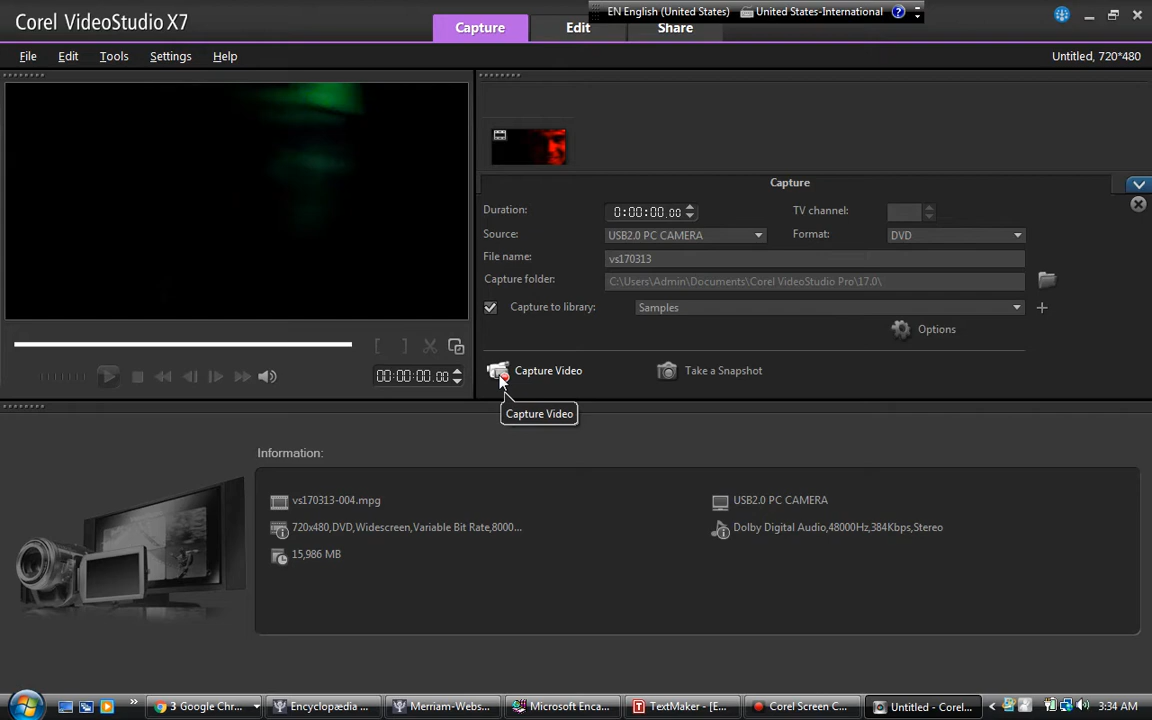 Corel VideoStudio X7
Capture
Edit
Share
EN English (United States)
United States-International
File
Edit
Tools
Settings
Help
Untitled, 720*480
Capture
Duration:
0:00:00.00
TV channel:
Source:
USB2.0 PC CAMERA
Format:
DVD
File name:
vs170313
Capture folder:
C:\Users\Admin\Documents\Corel VideoStudio Pro\17.0\
Capture to library:
Samples
Options
00:00:00.00
Capture Video
Take a Snapshot
Capture Video
Information:
vs170313-004.mpg
USB2.0 PC CAMERA
720x480,DVD,Widescreen,Variable Bit Rate,8000...
Dolby Digital Audio,48000Hz,384Kbps,Stereo
15,986 MB
3 Google Chr...
Encyclopædia ...
Merriam-Webs...
Microsoft Enca...
TextMaker - [E...
Corel Screen C...
Untitled - Corel...
3:34 AM